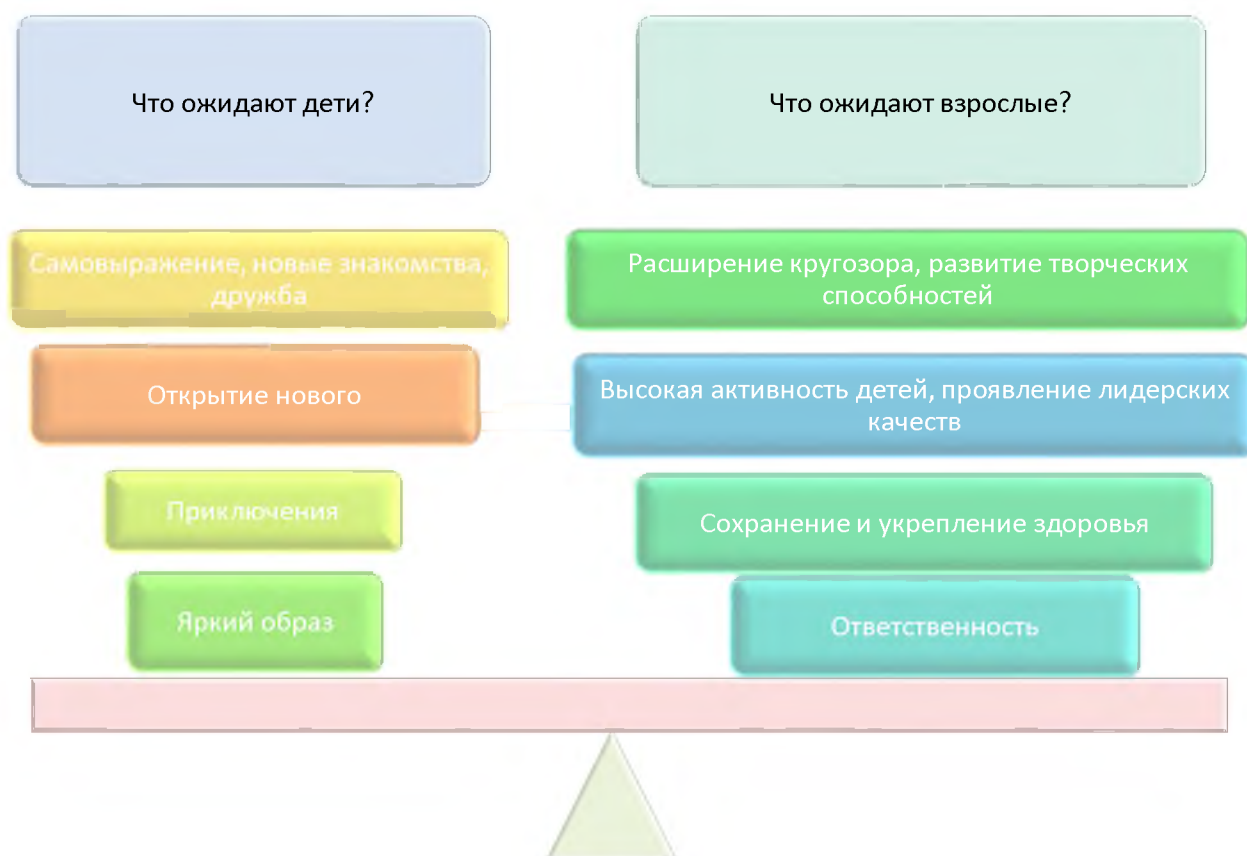 Что ожидают дети?
Что ожидают взрослые?
Самовыражение, новые знакомства,
дружба
Расширение кругозора, развитие творческих
способностей
Открытие нового
Высокая активность детей, проявление лидерских
качеств
Приключения
Сохранение и укрепление здоровья
Яркий образ
Ответственность